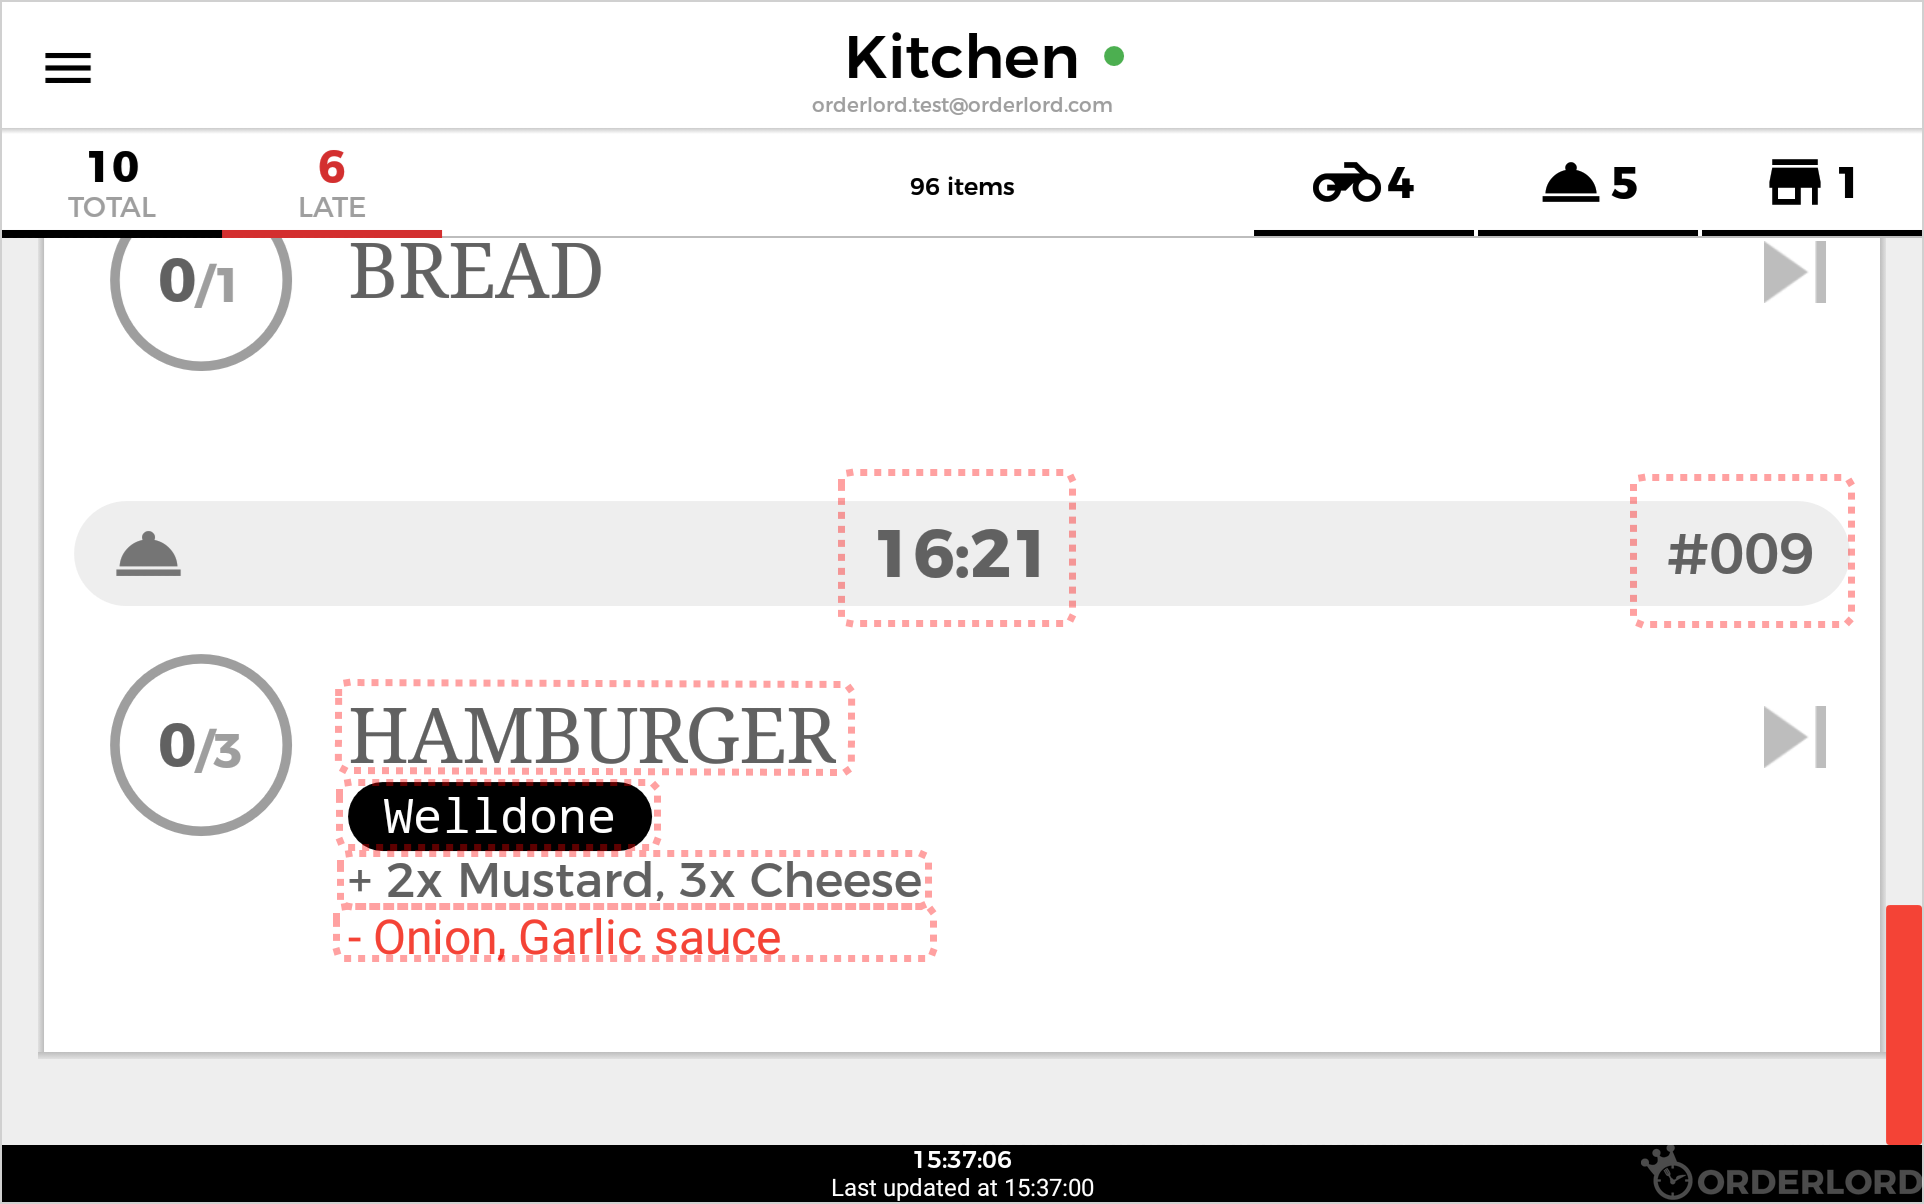 Kitchen
orderlord.test@orderlord.com
10
TOTAL
6
LATE
96 items
4
5
1
0/1
BREAD
16:21
#009
0/3
HAMBURGER
Welldone
+ 2x Mustard, 3x Cheese
- Onion, Garlic sauce
15:37:06
Last updated at 15:37:00
ORDERLORD